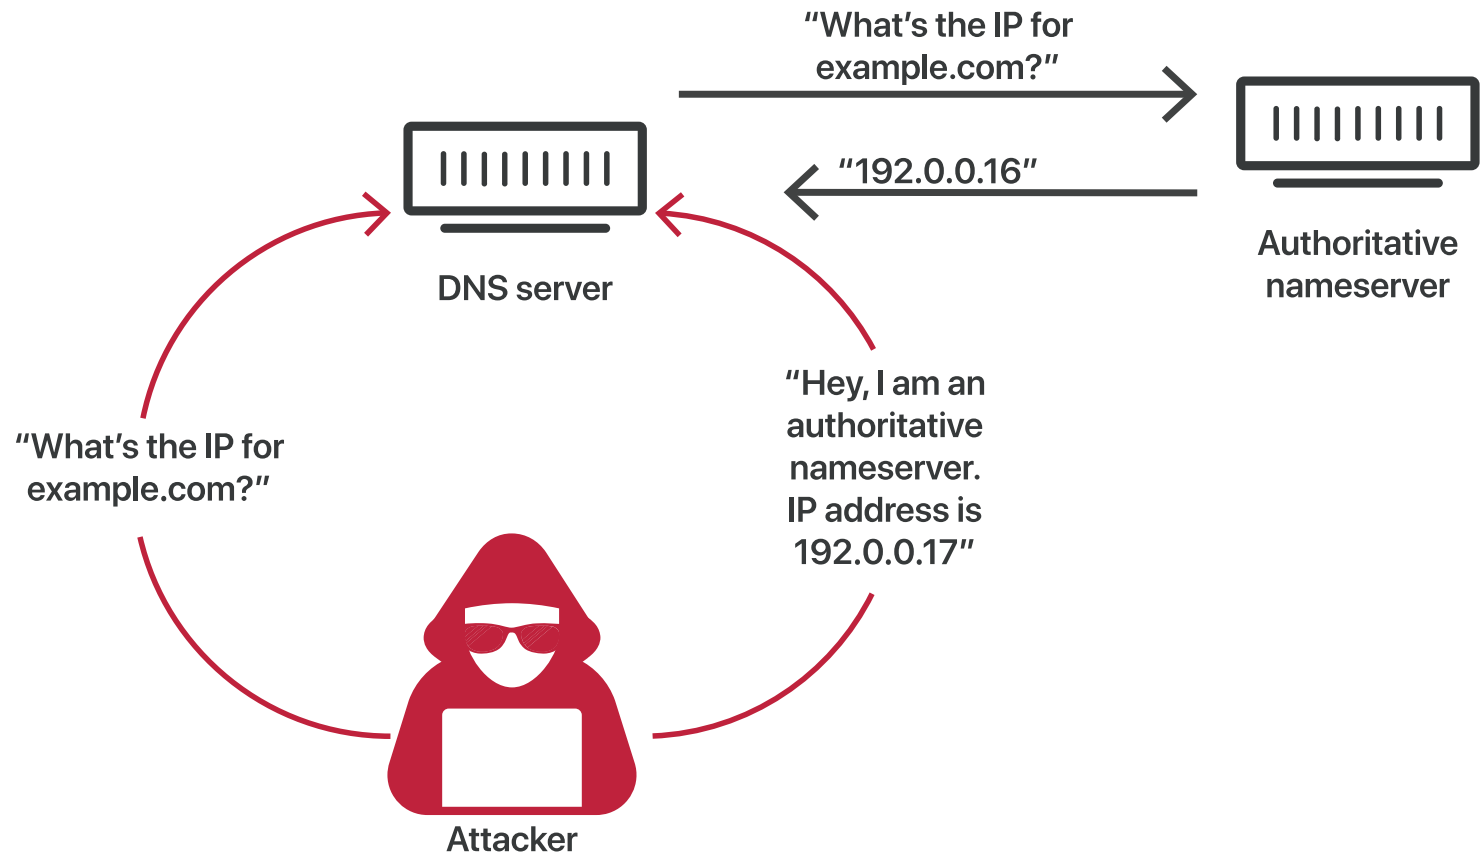 “What’s the IP for
example.com?”
“192.0.0.16”
Authoritative
nameserver
DNS server
“Hey, I am an
authoritative
nameserver.
IP address is
192.0.0.17”
“What’s the IP for
example.com?”
Attacker